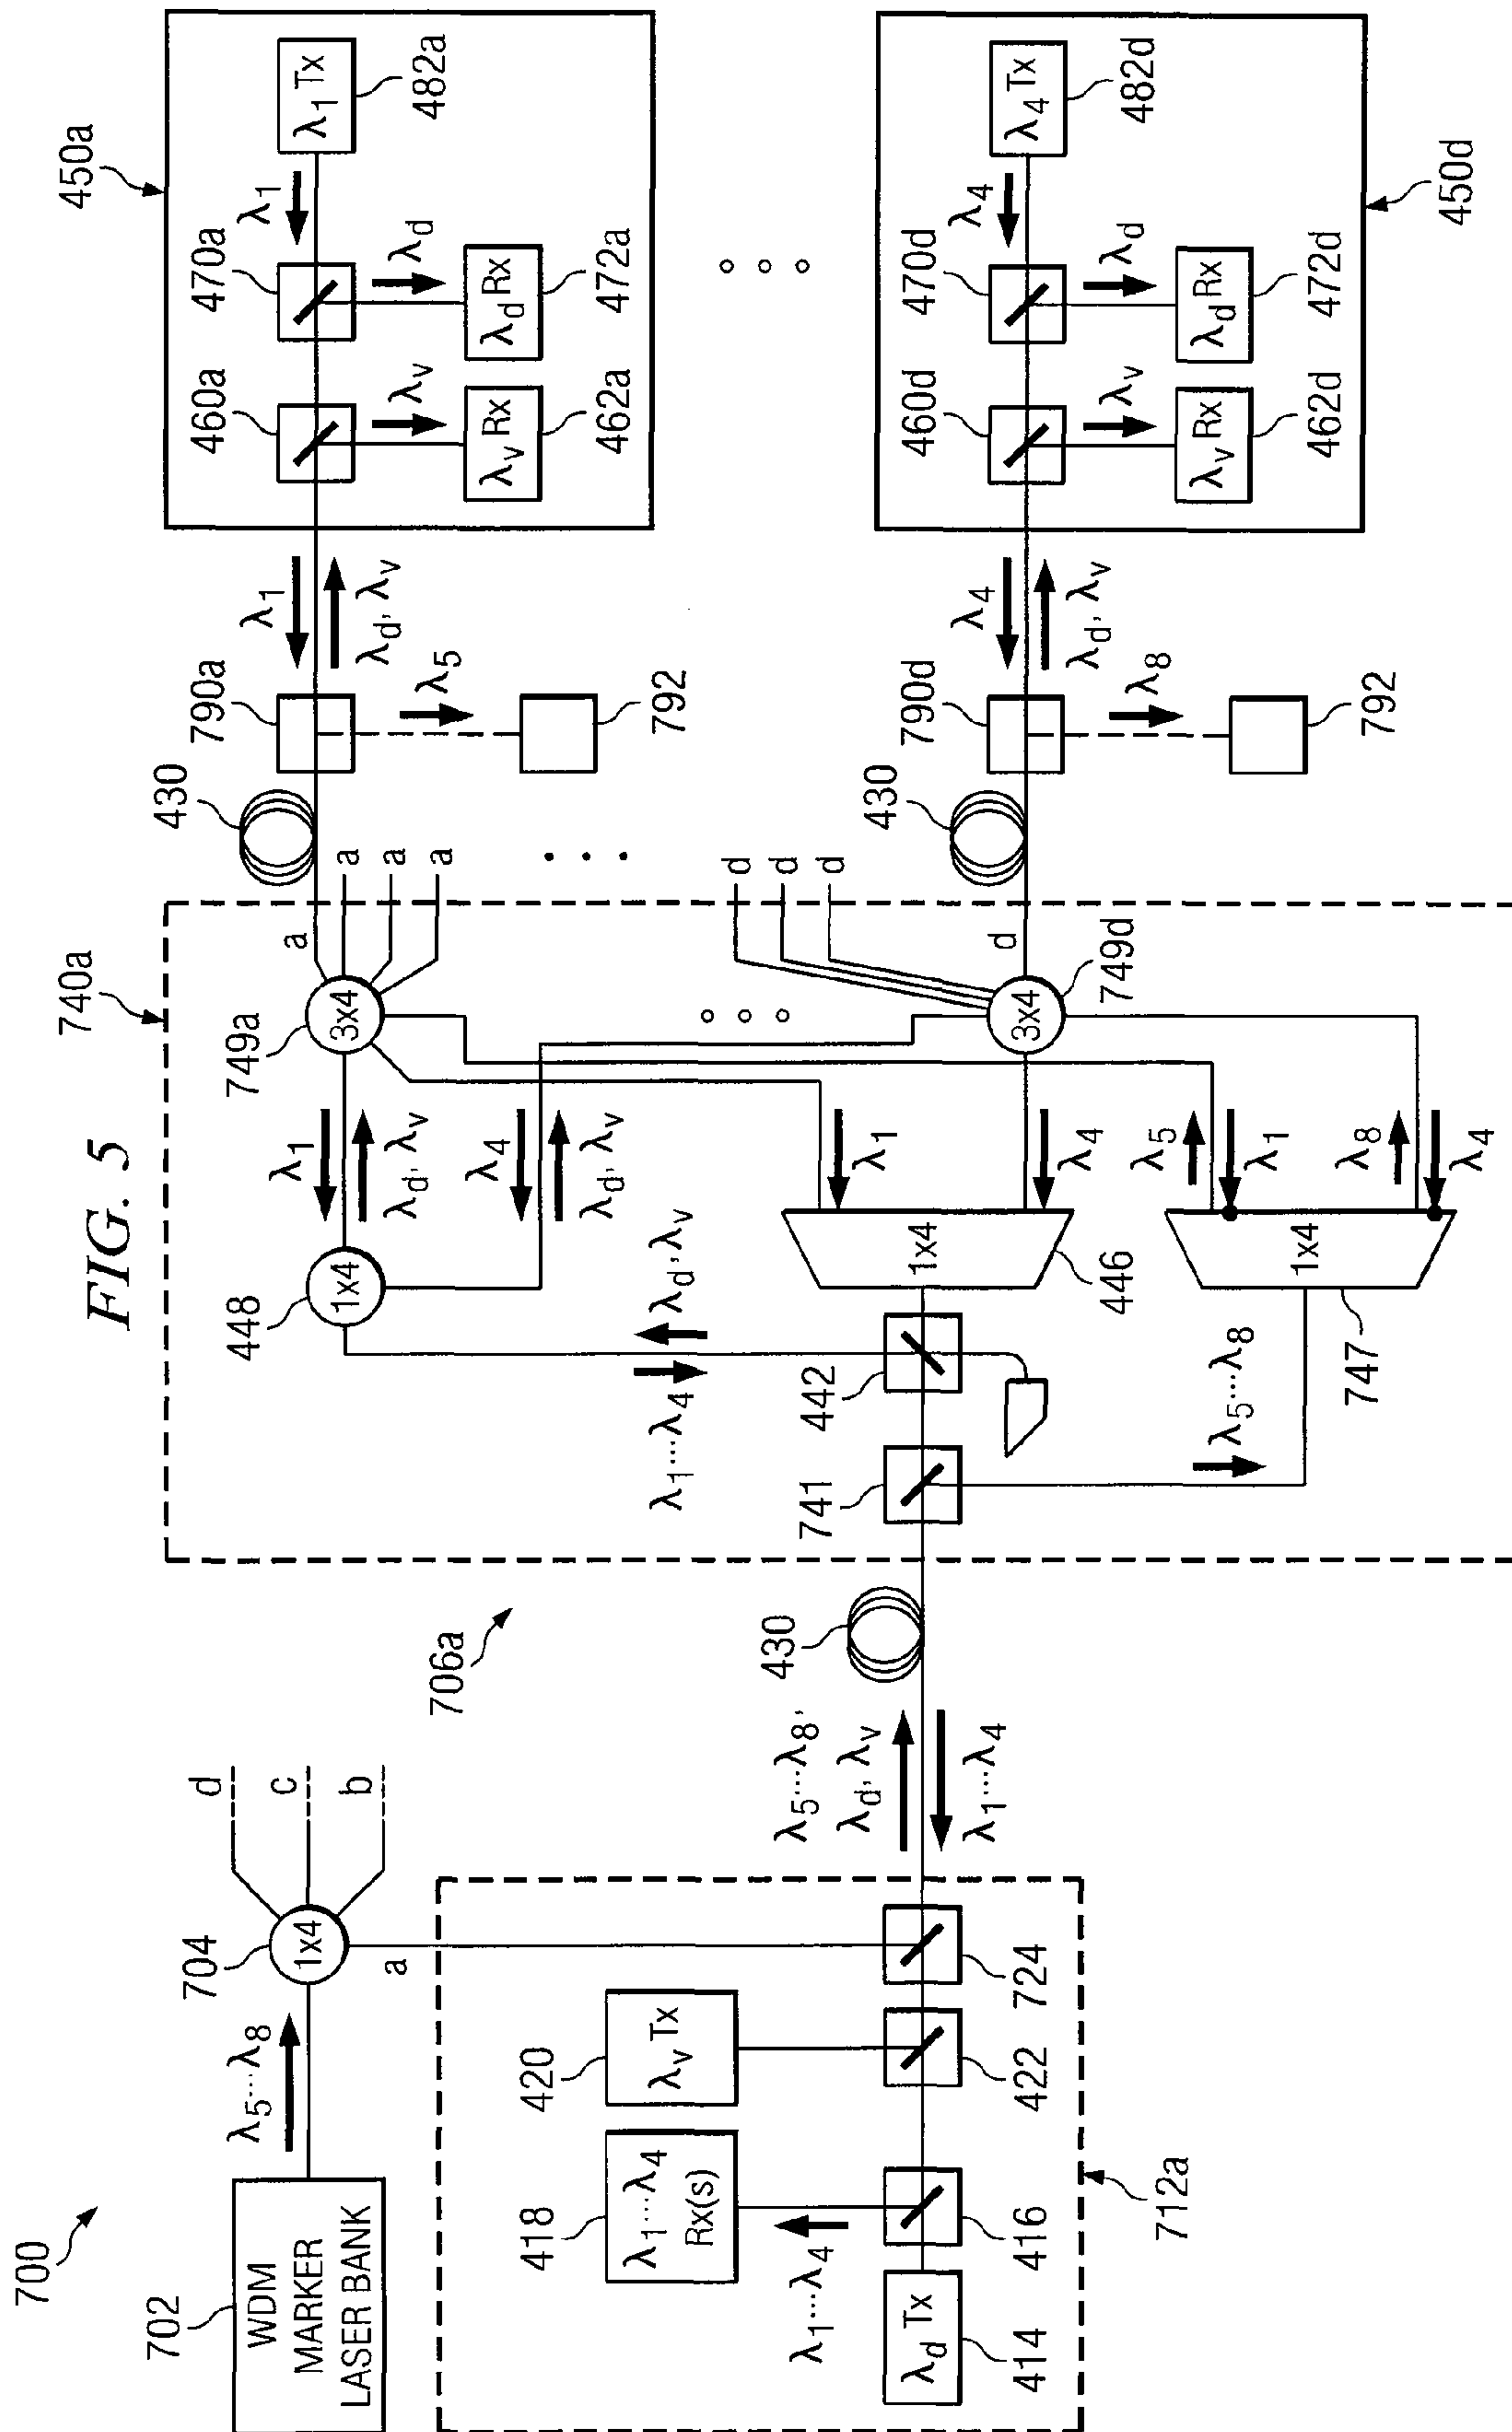 FIG. 5
700
702
WDM
MARKER
LASER BANK
λ5...λ8
704
1x4
d
c
b
a
712a
414
λd Tx
416
λ1...λ4
418
λ1...λ4
Rx(s)
420
λv Tx
422
724
706a
λ5...λ8,
λd, λv
λ1...λ4
430
740a
741
442
λ5...λ8
747
1x4
446
1x4
λ1...λ4
λd, λv
448
1x4
λ1
λd, λv
λ4
λd, λv
λ1
λ4
λ5
λ1
λ8
λ4
749a
3x4
749d
3x4
a
a
a
a
d
d
d
d
430
430
790a
λ5
792
790d
λ8
792
λ1
λd, λv
λ4
λd, λv
450a
460a
λv
λv Rx
462a
470a
λd
λd Rx
472a
λ1
λ1 Tx
482a
450d
460d
λv
λv Rx
462d
470d
λd
λd Rx
472d
λ4
λ4 Tx
482d